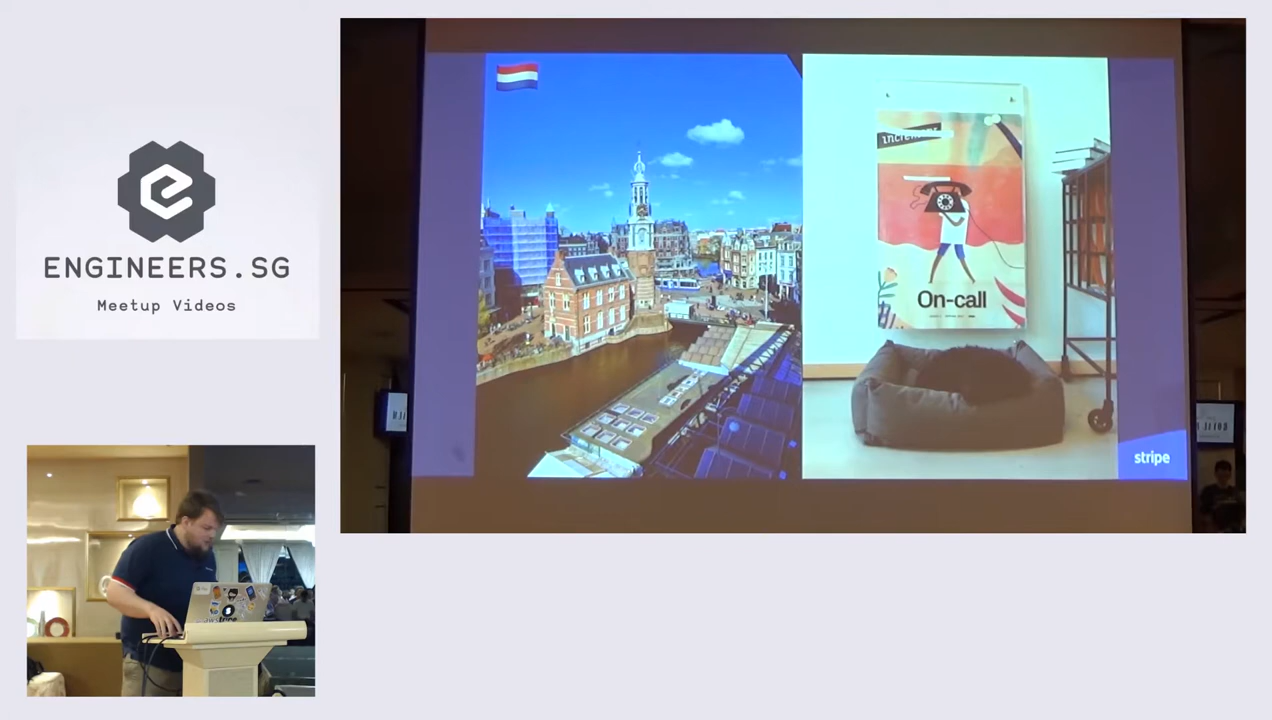 ENGINEERS.SG
Meetup Videos
increment
On-call
stripe